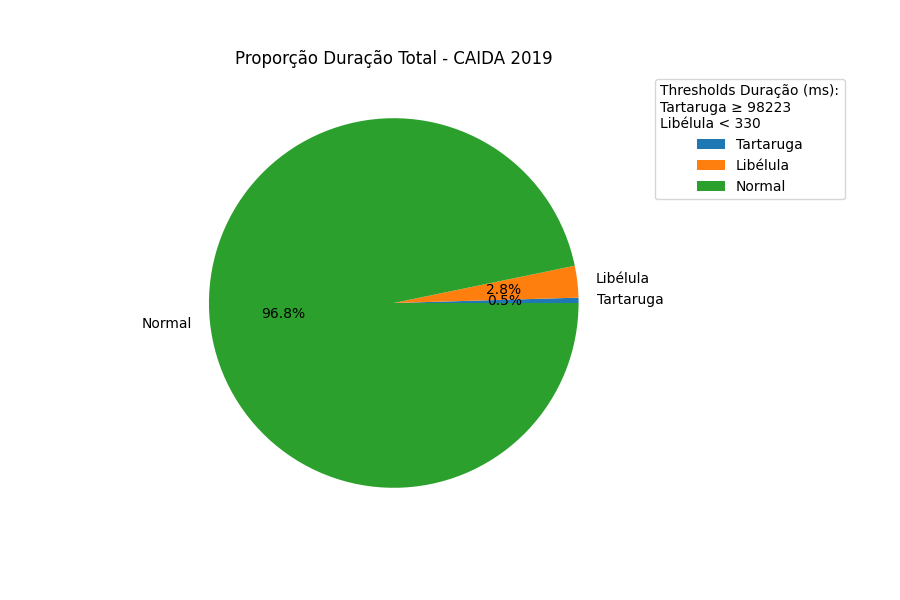 Proporção Duração Total - CAIDA 2019
Thresholds Duração (ms):
Tartaruga ≥ 98223
Libélula < 330
Tartaruga
Libélula
Normal
Libélula
2.8%
0.5%
Tartaruga
96.8%
Normal